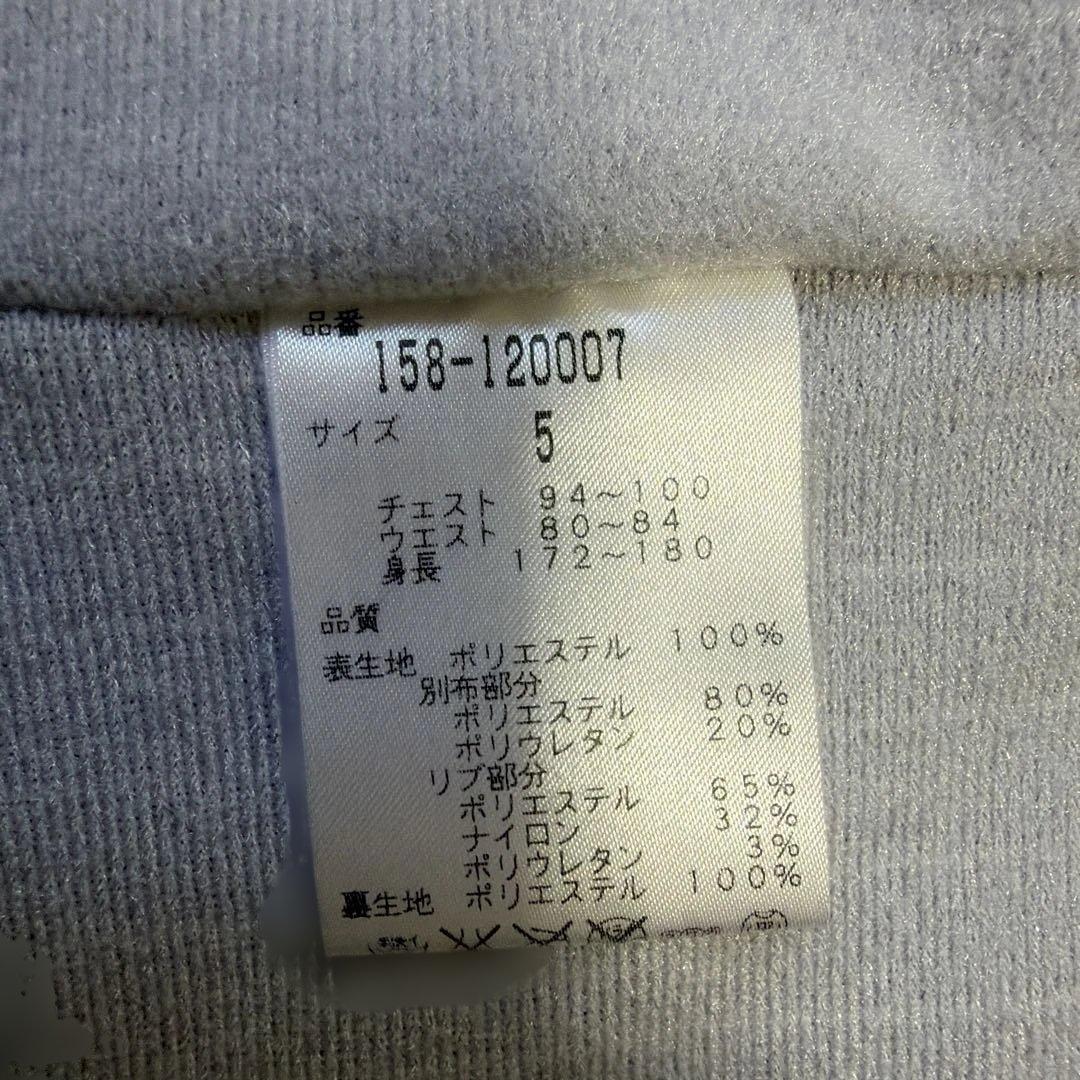 品番
158-120007
サイズ 5
チェスト 94～100
ウエスト 80～84
身長 172～180
品質
表生地 ポリエステル 100%
別布部分
ポリエステル 80%
ポリウレタン 20%
リブ部分
ポリエステル 65%
ナイロン 32%
ポリウレタン 3%
裏生地 ポリエステル 100%